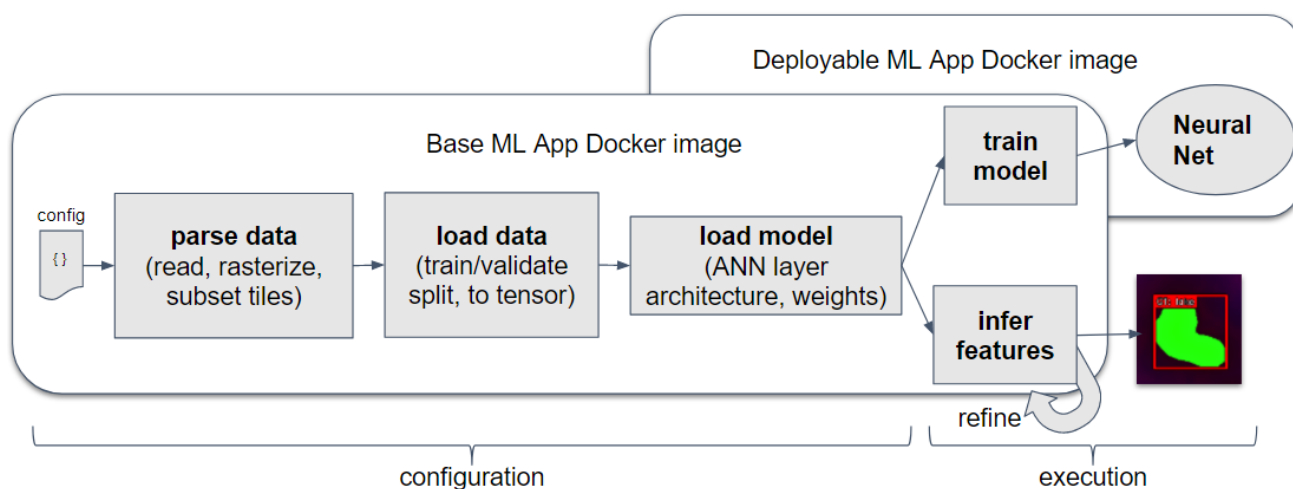 Deployable ML App Docker image
Base ML App Docker image
config
{ }
parse data
(read, rasterize,
subset tiles)
load data
(train/validate
split, to tensor)
load model
(ANN layer
architecture, weights)
train
model
Neural
Net
infer
features
refine
configuration
execution